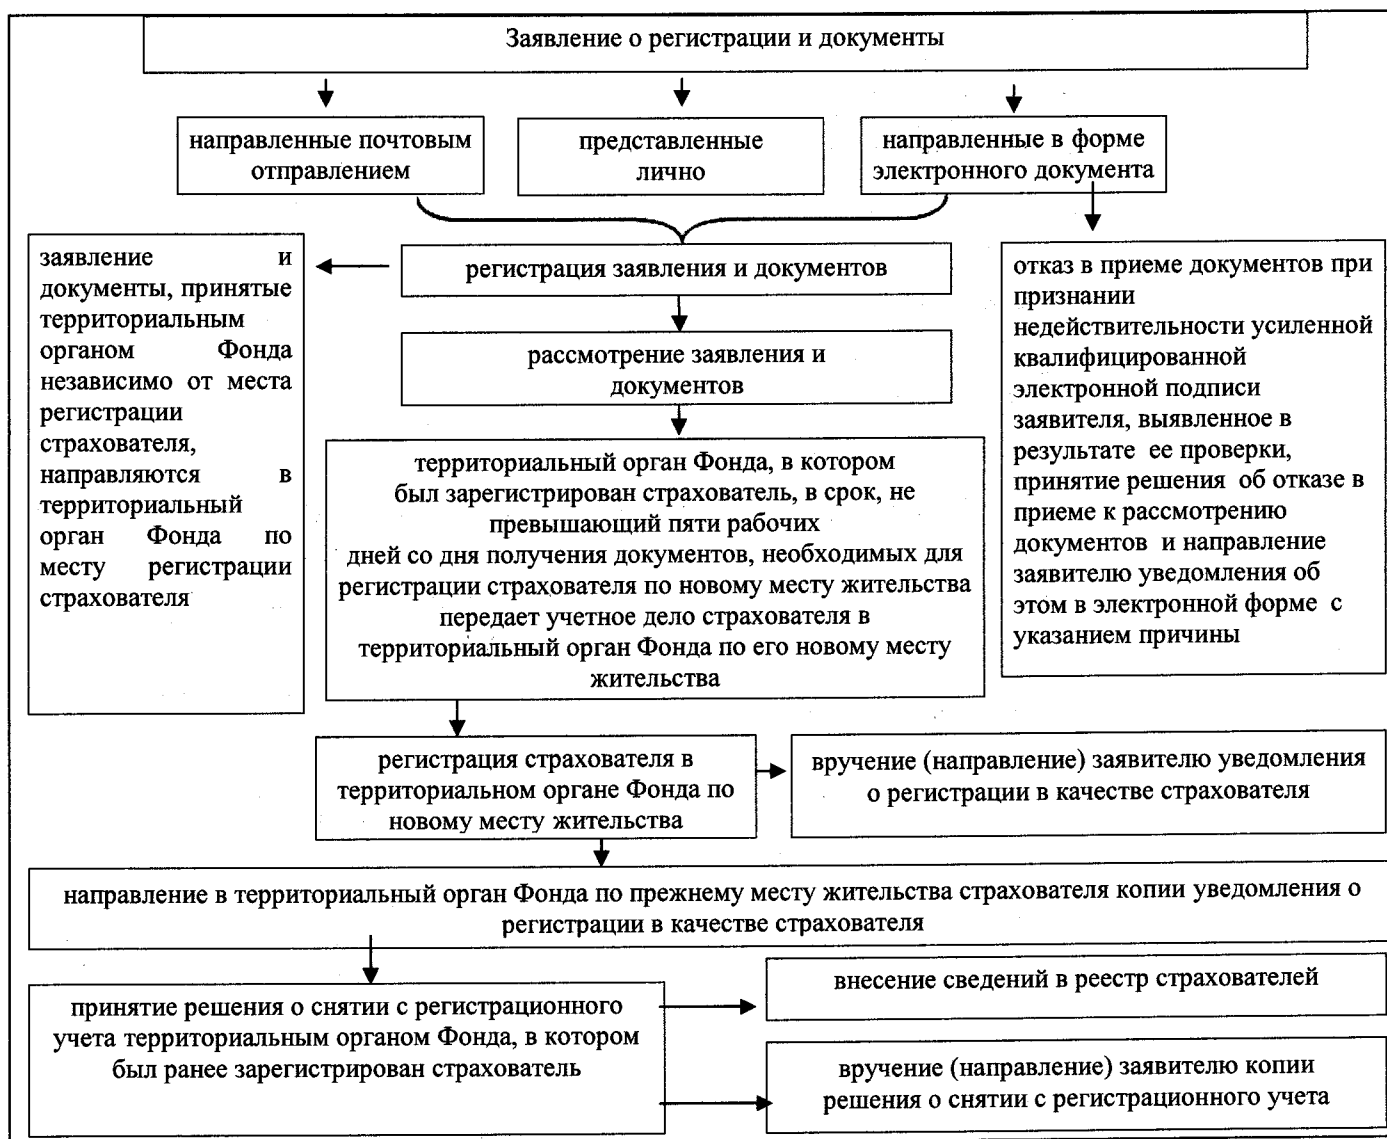 Заявление о регистрации и документы
направленные почтовым
отправлением
представленные
лично
направленные в форме
электронного документа
заявление и
документы, принятые
территориальным
органом Фонда
независимо от места
регистрации
страхователя,
направляются в
территориальный
орган Фонда по
месту регистрации
страхователя
регистрация заявления и документов
рассмотрение заявления и
документов
территориальный орган Фонда, в котором
был зарегистрирован страхователь, в срок, не
превышающий пяти рабочих
дней со дня получения документов, необходимых для
регистрации страхователя по новому месту жительства
передает учетное дело страхователя в
территориальный орган Фонда по его новому месту
жительства
отказ в приеме документов при
признании
недействительности усиленной
квалифицированной
электронной подписи
заявителя, выявленное в
результате ее проверки,
принятие решения об отказе в
приеме к рассмотрению
документов и направление
заявителю уведомления об
этом в электронной форме с
указанием причины
регистрация страхователя в
территориальном органе Фонда по
новому месту жительства
вручение (направление) заявителю уведомления
о регистрации в качестве страхователя
направление в территориальный орган Фонда по прежнему месту жительства страхователя копии уведомления о
регистрации в качестве страхователя
принятие решения о снятии с регистрационного
учета территориальным органом Фонда, в котором
был ранее зарегистрирован страхователь
внесение сведений в реестр страхователей
вручение (направление) заявителю копии
решения о снятии с регистрационного учета